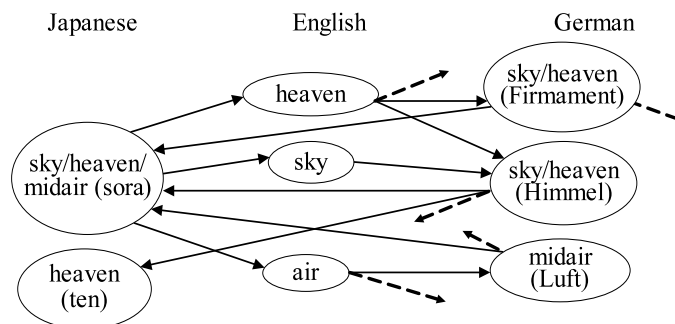 Japanese English German
heaven
sky/heaven
(Firmament)
sky/heaven/
midair (sora)
sky
sky/heaven
(Himmel)
heaven
(ten)
air
midair
(Luft)